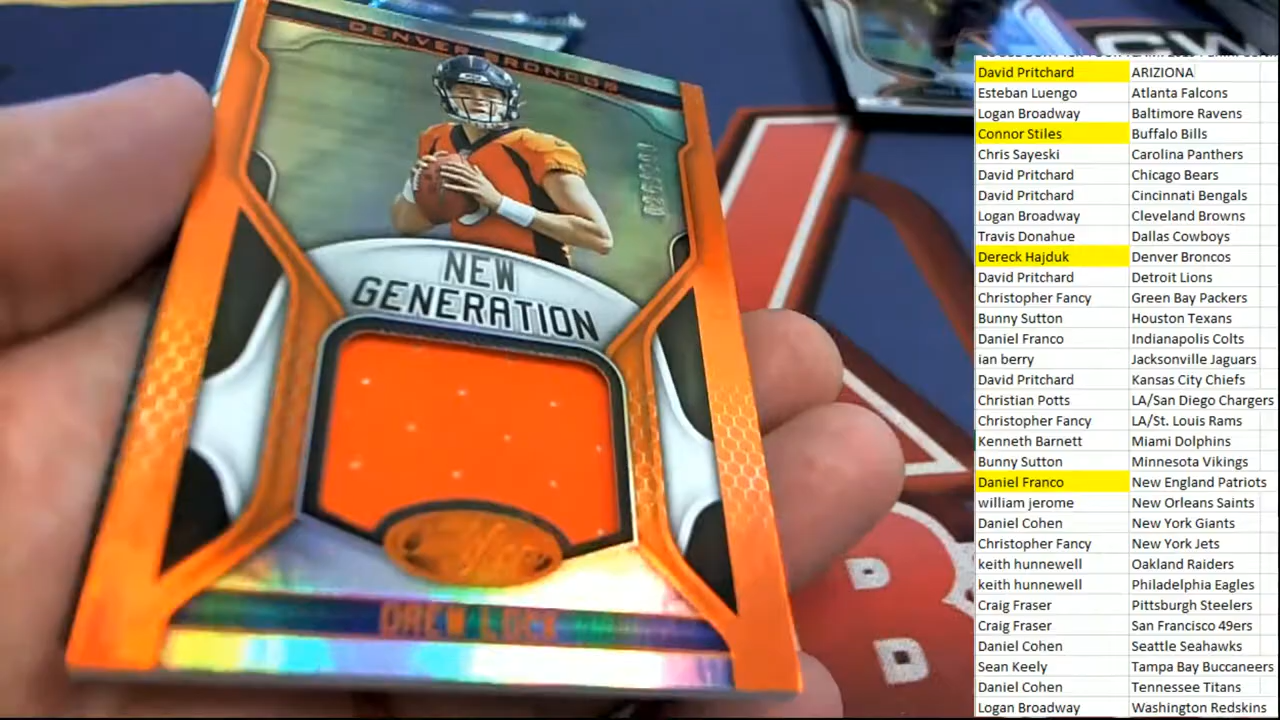 DENVER BRONCOS
NEW
GENERATION
DREW LOCK
David Pritchard ARIZIONA
Esteban Luengo Atlanta Falcons
Logan Broadway Baltimore Ravens
Connor Stiles Buffalo Bills
Chris Sayeski Carolina Panthers
David Pritchard Chicago Bears
David Pritchard Cincinnati Bengals
Logan Broadway Cleveland Browns
Travis Donahue Dallas Cowboys
Dereck Hajduk Denver Broncos
David Pritchard Detroit Lions
Christopher Fancy Green Bay Packers
Bunny Sutton Houston Texans
Daniel Franco Indianapolis Colts
ian berry Jacksonville Jaguars
David Pritchard Kansas City Chiefs
Christian Potts LA/San Diego Chargers
Christopher Fancy LA/St. Louis Rams
Kenneth Barnett Miami Dolphins
Bunny Sutton Minnesota Vikings
Daniel Franco New England Patriots
william jerome New Orleans Saints
Daniel Cohen New York Giants
Christopher Fancy New York Jets
keith hunnewell Oakland Raiders
keith hunnewell Philadelphia Eagles
Craig Fraser Pittsburgh Steelers
Craig Fraser San Francisco 49ers
Daniel Cohen Seattle Seahawks
Sean Keely Tampa Bay Buccaneers
Daniel Cohen Tennessee Titans
Logan Broadway Washington Redskins